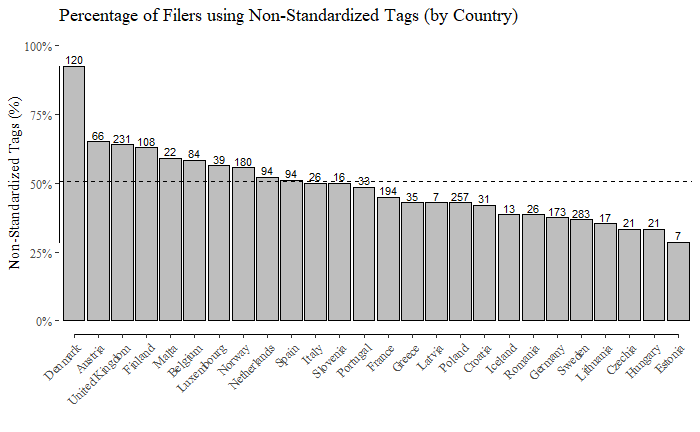 Percentage of Filers using Non-Standardized Tags (by Country)
Non-Standardized Tags (%)
100%
75%
50%
25%
0%
120
66
231
108
22
84
39
180
94
94
26
16
33
194
35
7
257
31
13
26
173
283
17
21
21
7
Denmark
Austria
United Kingdom
Finland
Malta
Belgium
Luxembourg
Norway
Netherlands
Spain
Italy
Slovenia
Portugal
France
Greece
Latvia
Poland
Croatia
Iceland
Romania
Germany
Sweden
Lithuania
Czechia
Hungary
Estonia